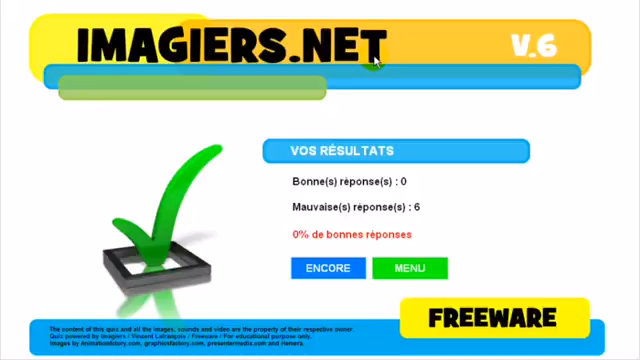 IMAGIERS.NET
V.6
VOS RÉSULTATS
Bonne(s) réponse(s) : 0
Mauvaise(s) réponse(s) : 6
0% de bonnes réponses
ENCORE
MENU
FREEWARE
The content of this quiz and all the images, sounds and video are the property of their respective owner.
Quiz powered by Imagiers / Vincent Lefrançois / Freeware / For educational purpose only.
Images by Animationfctory.com, graphicsfactory.com, presentermedia.com and Hemera.